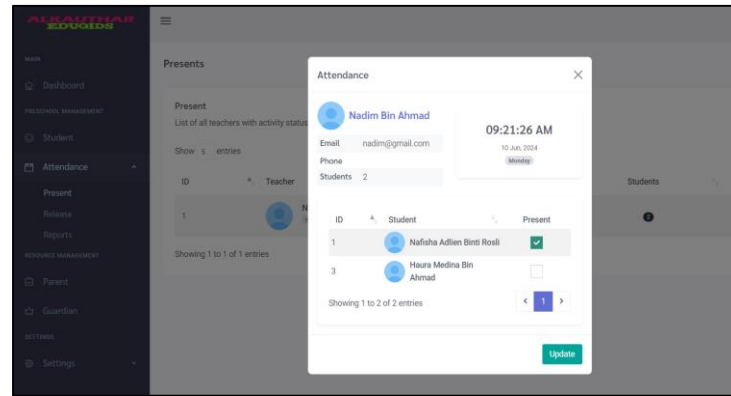 ALKAUTHAR
EDUQIDS
MAIN
Dashboard
PRESCHOOL MANAGEMENT
Student
Attendance
Present
Release
Reports
RESOURCE MANAGEMENT
Parent
Guardian
SETTINGS
Settings
Presents
Present
List of all teachers with activity status
Show 5 entries
ID Teacher Students
1 N
Showing 1 to 1 of 1 entries
Attendance
Nadim Bin Ahmad
Email nadim@gmail.com
Phone
Students 2
09:21:26 AM
10 Jun, 2024
Monday
ID Student Present
1 Nafisha Adlien Binti Rosli
3 Haura Medina Bin
Ahmad
Showing 1 to 2 of 2 entries
1
Update